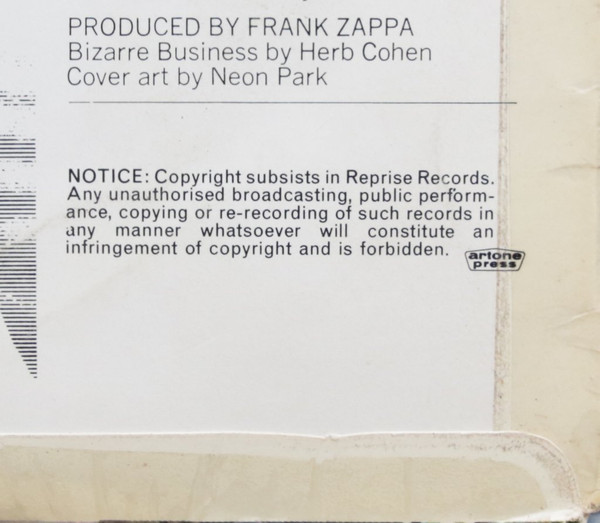 PRODUCED BY FRANK ZAPPA
Bizarre Business by Herb Cohen
Cover art by Neon Park
NOTICE: Copyright subsists in Reprise Records.
Any unauthorised broadcasting, public perform-
ance, copying or re-recording of such records in
any manner whatsoever will constitute an
infringement of copyright and is forbidden.
artone
press